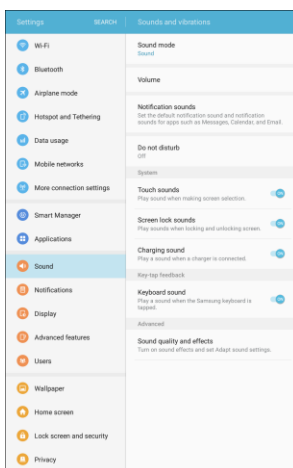 Settings
SEARCH
Wi-Fi
Bluetooth
Airplane mode
Hotspot and Tethering
Data usage
Mobile networks
More connection settings
Smart Manager
Applications
Sound
Notifications
Display
Advanced features
Users
Wallpaper
Home screen
Lock screen and security
Privacy
Sounds and vibrations
Sound mode
Sound
Volume
Notification sounds
Set the default notification sound and notification
sounds for apps such as Messages, Calendar, and Email.
Do not disturb
Off
System
Touch sounds
Play sound when making screen selection.
ON
Screen lock sounds
Play sounds when locking and unlocking screen.
ON
Charging sound
Play a sound when a charger is connected.
ON
Key-tap feedback
Keyboard sound
Play a sound when the Samsung keyboard is
tapped.
ON
Advanced
Sound quality and effects
Turn on sound effects and set Adapt sound settings.